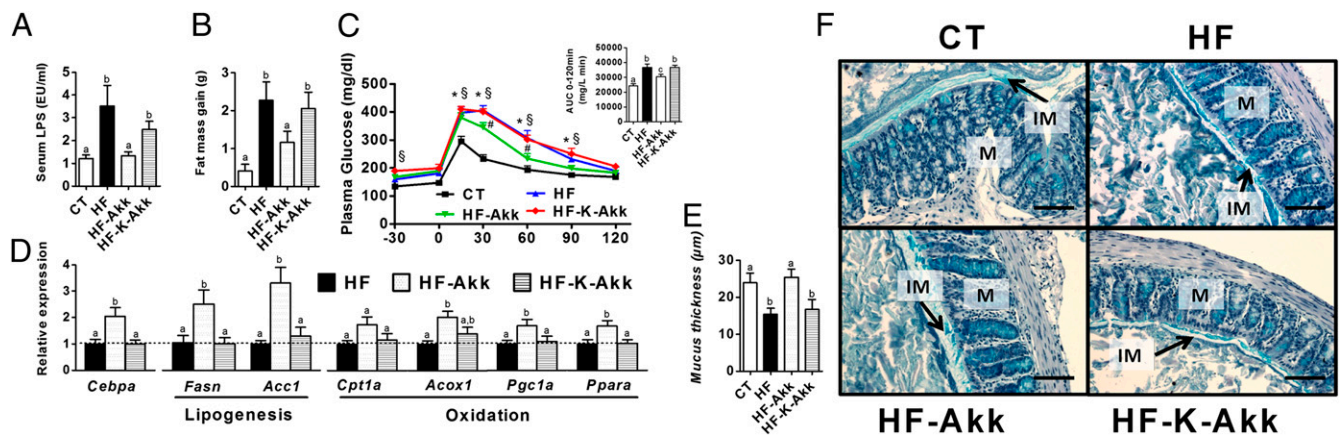 A
Serum LPS (EU/ml)
5
4
3
2
1
0
a
b
a
b
CT
HF
HF-Akk
HF-K-Akk
B
Fat mass gain (g)
3
2
1
0
a
b
a
b
CT
HF
HF-Akk
HF-K-Akk
C
Plasma Glucose (mg/dl)
500
400
300
200
100
0
§
* §
* §
#
* §
#
* §
CT
HF
HF-Akk
HF-K-Akk
-30 0 30 60 90 120
AUC 0-120min
(mg/L min)
50000
40000
30000
20000
10000
0
a
b
c
b
CT
HF
HF-Akk
HF-K-Akk
D
Relative expression
4
3
2
1
0
HF HF-Akk HF-K-Akk
a b a
a b a
a b a
a a a
a b a,b
a b a
a b a
Cebpa Fasn Acc1 Cpt1a Acox1 Pgc1a Ppara
Lipogenesis Oxidation
E
Mucus thickness (µm)
30
20
10
0
a
b
a
b
CT
HF
HF-Akk
HF-K-Akk
F
CT HF
IM
M
M
IM
IM
M
M
IM
HF-Akk HF-K-Akk